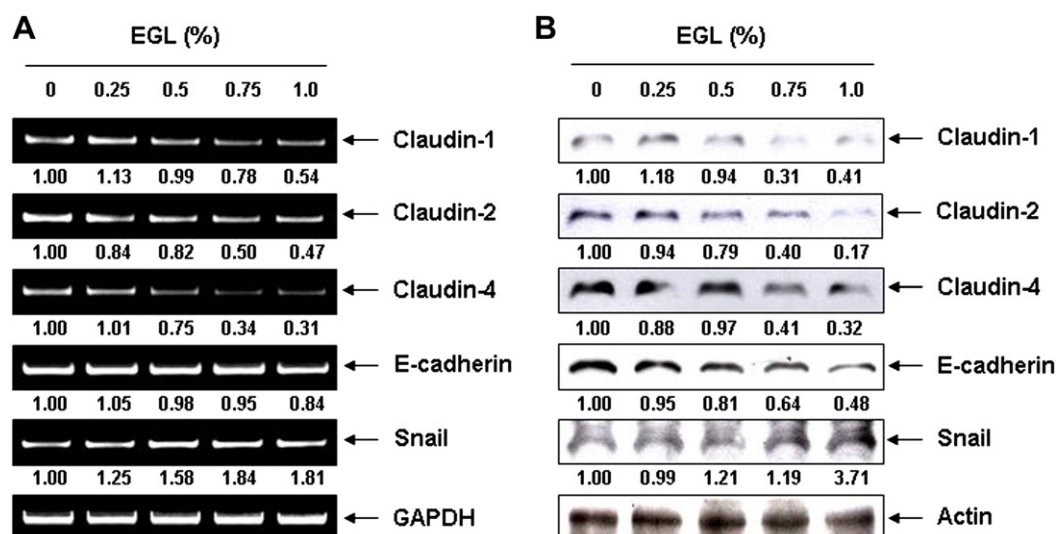 A
EGL (%)
0 0.25 0.5 0.75 1.0
Claudin-1
1.00 1.13 0.99 0.78 0.54
Claudin-2
1.00 0.84 0.82 0.50 0.47
Claudin-4
1.00 1.01 0.75 0.34 0.31
E-cadherin
1.00 1.05 0.98 0.95 0.84
Snail
1.00 1.25 1.58 1.84 1.81
GAPDH
B
EGL (%)
0 0.25 0.5 0.75 1.0
Claudin-1
1.00 1.18 0.94 0.31 0.41
Claudin-2
1.00 0.94 0.79 0.40 0.17
Claudin-4
1.00 0.88 0.97 0.41 0.32
E-cadherin
1.00 0.95 0.81 0.64 0.48
Snail
1.00 0.99 1.21 1.19 3.71
Actin